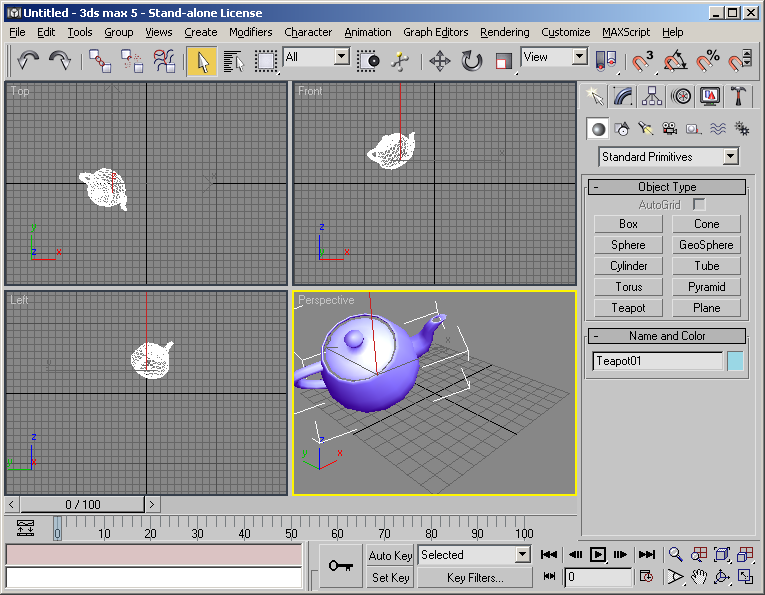 Untitled - 3ds max 5 - Stand-alone License
File Edit Tools Group Views Create Modifiers Character Animation Graph Editors Rendering Customize MAXScript Help
All View 3 %
Top Front
Standard Primitives
Object Type
AutoGrid
Box Cone
Sphere GeoSphere
Cylinder Tube
Torus Pyramid
Teapot Plane
z x z x
Left Perspective
Name and Color
Teapot01
z y x
y x
0 / 100
0 10 20 30 40 50 60 70 80 90 100
Auto Key Selected
Set Key Key Filters... 0